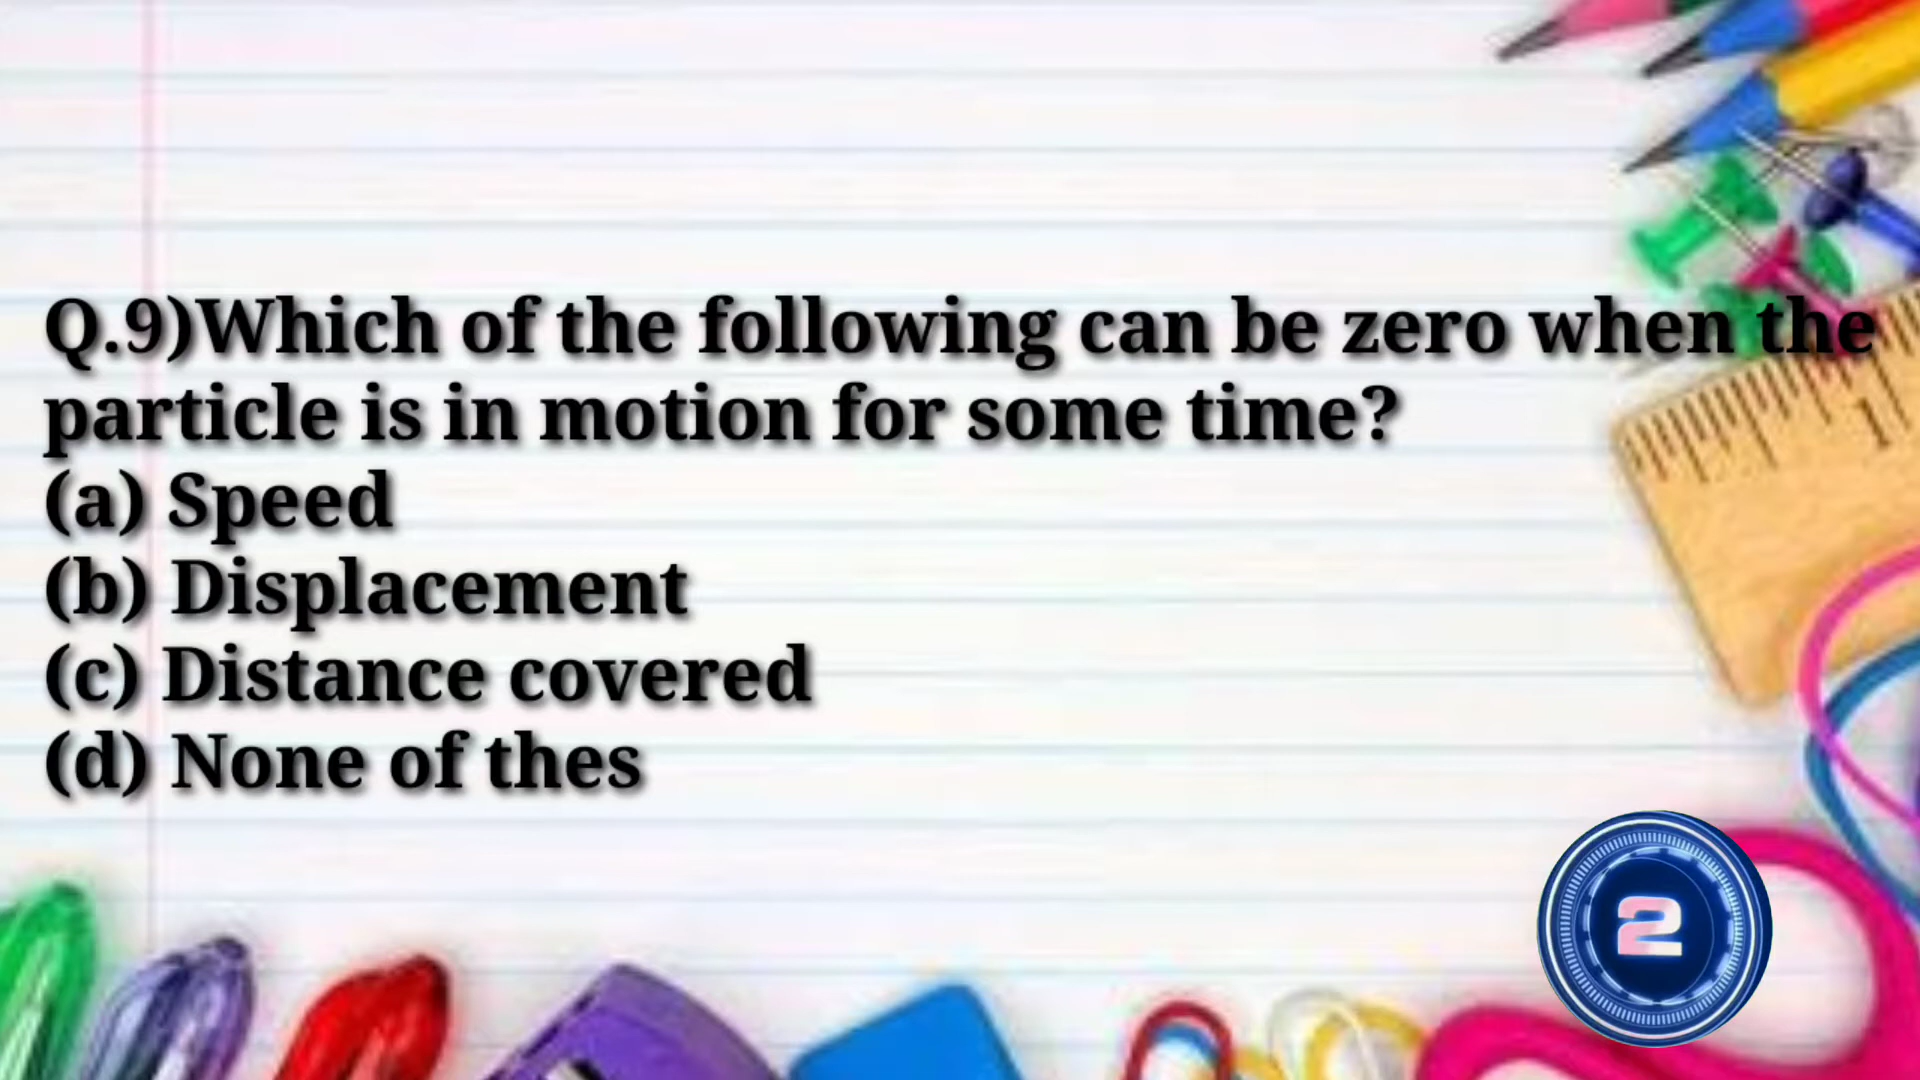 Q.9)Which of the following can be zero when the
particle is in motion for some time?
(a) Speed
(b) Displacement
(c) Distance covered
(d) None of thes
1
2